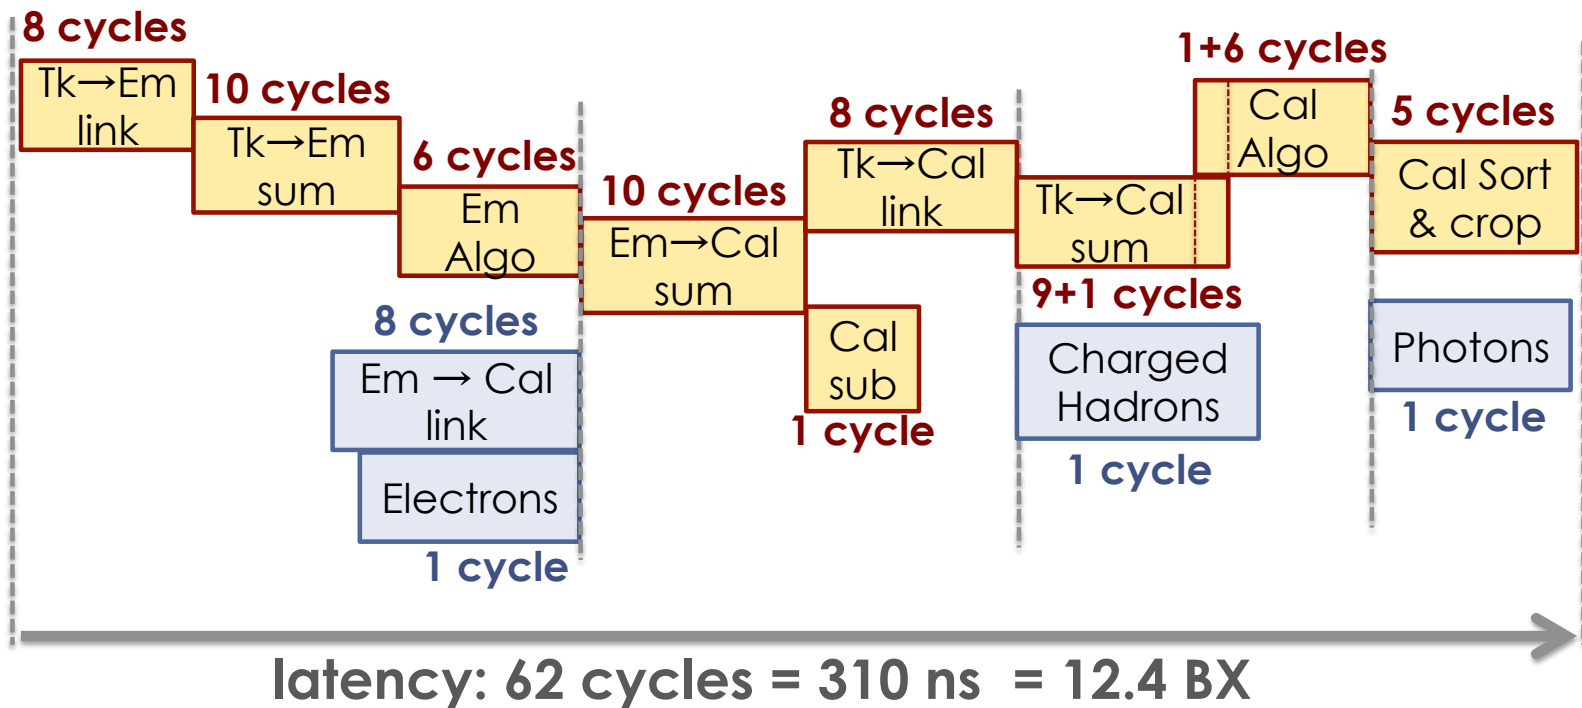 8 cycles
Tk→Em
link
10 cycles
Tk→Em
sum
6 cycles
Em
Algo
8 cycles
Em → Cal
link
Electrons
1 cycle
10 cycles
Em→Cal
sum
8 cycles
Tk→Cal
link
Cal
sub
1 cycle
Tk→Cal
sum
9+1 cycles
Charged
Hadrons
1 cycle
1+6 cycles
Cal
Algo
5 cycles
Cal Sort
& crop
Photons
1 cycle
latency: 62 cycles = 310 ns = 12.4 BX